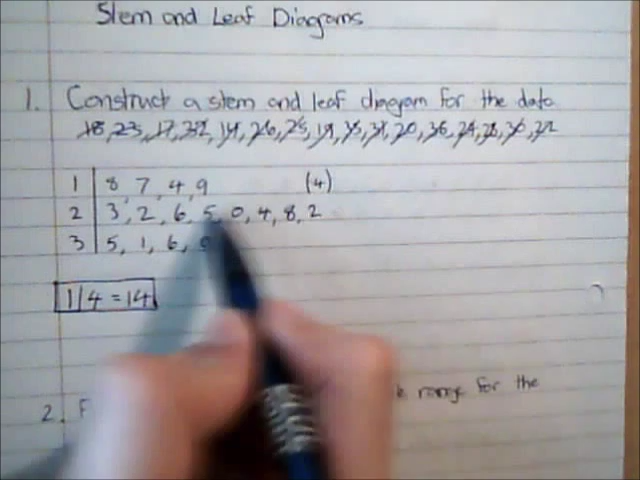 Stem and Leaf Diagrams
1. Construct a stem and leaf diagram for the data
18, 23, 17, 22, 14, 26, 25, 19, 35, 31, 20, 36, 24, 28, 30, 22
1 | 8, 7, 4, 9 (4)
2 | 3, 2, 6, 5, 0, 4, 8, 2
3 | 5, 1, 6,
1/4 = 14
range for the
2. F